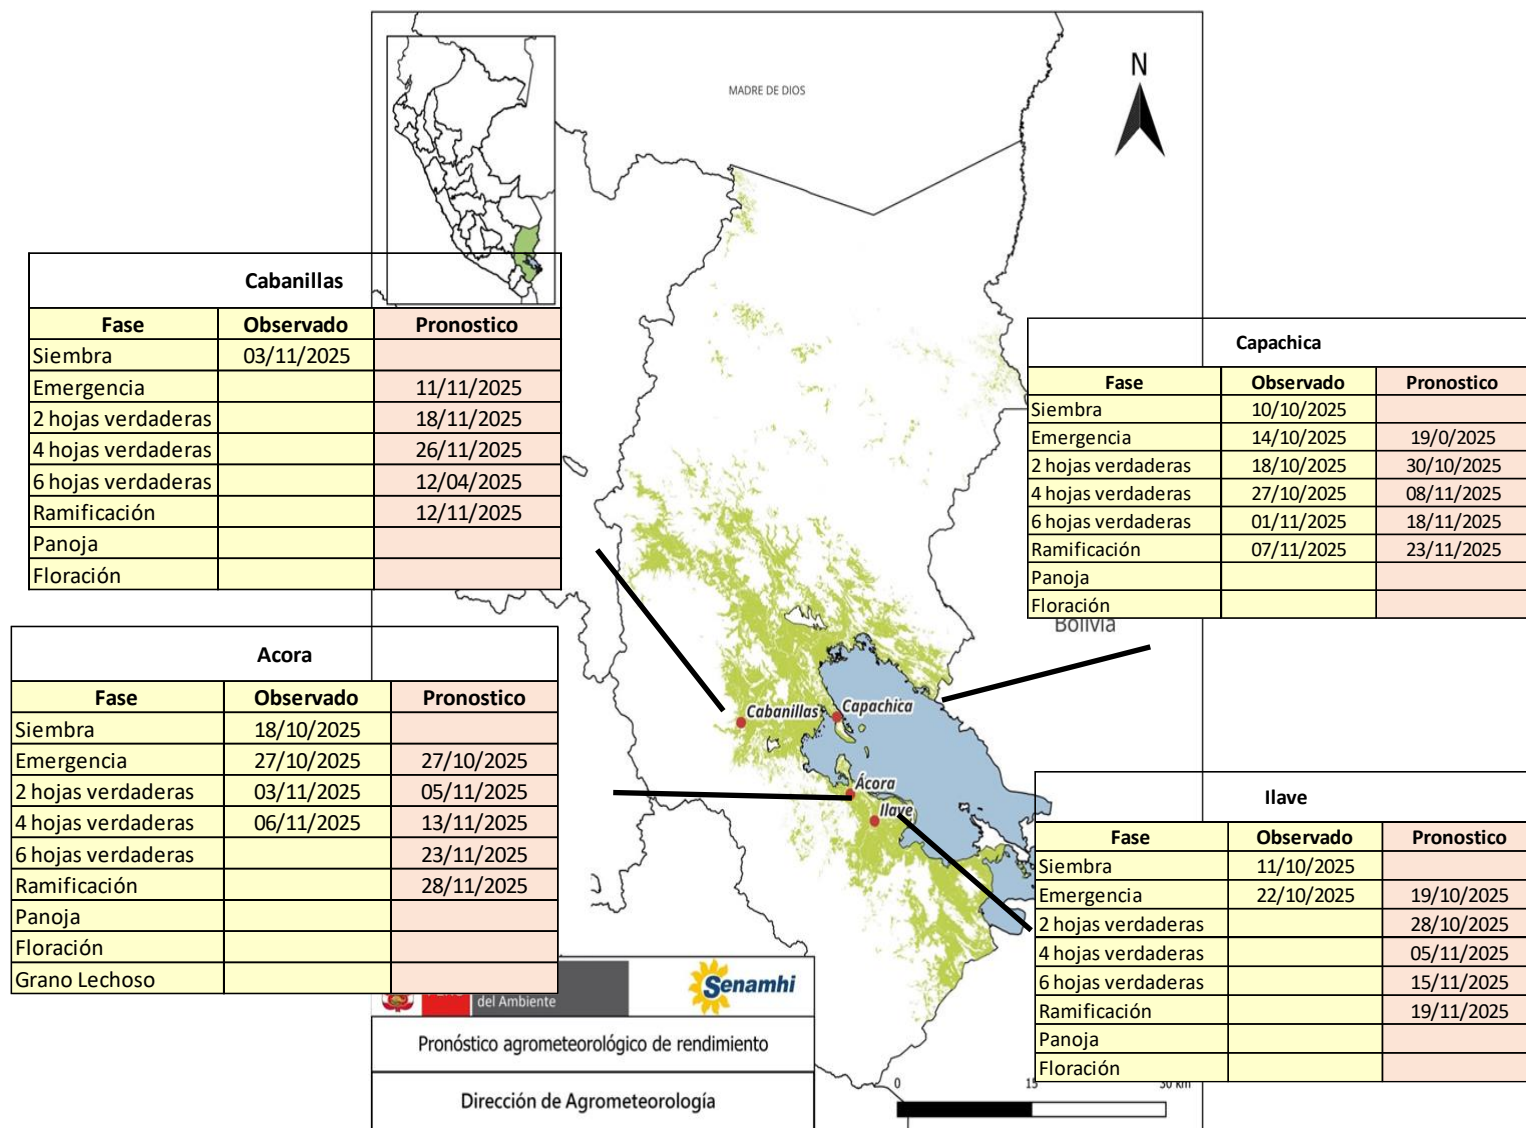 MADRE DE DIOS
N
Cabanillas
Fase Observado Pronostico
Siembra 03/11/2025
Emergencia 11/11/2025
2 hojas verdaderas 18/11/2025
4 hojas verdaderas 26/11/2025
6 hojas verdaderas 12/04/2025
Ramificación 12/11/2025
Panoja
Floración
Capachica
Fase Observado Pronostico
Siembra 10/10/2025
Emergencia 14/10/2025 19/0/2025
2 hojas verdaderas 18/10/2025 30/10/2025
4 hojas verdaderas 27/10/2025 08/11/2025
6 hojas verdaderas 01/11/2025 18/11/2025
Ramificación 07/11/2025 23/11/2025
Panoja
Floración
Bolivia
Acora
Fase Observado Pronostico
Siembra 18/10/2025
Emergencia 27/10/2025 27/10/2025
2 hojas verdaderas 03/11/2025 05/11/2025
4 hojas verdaderas 06/11/2025 13/11/2025
6 hojas verdaderas 23/11/2025
Ramificación 28/11/2025
Panoja
Floración
Grano Lechoso
Cabanillas
Capachica
Ácora
Ilave
Ilave
Fase Observado Pronostico
Siembra 11/10/2025
Emergencia 22/10/2025 19/10/2025
2 hojas verdaderas 28/10/2025
4 hojas verdaderas 05/11/2025
6 hojas verdaderas 15/11/2025
Ramificación 19/11/2025
Panoja
Floración
del Ambiente
Senamhi
Pronóstico agrometeorológico de rendimiento
Dirección de Agrometeorología
0 15 30 km